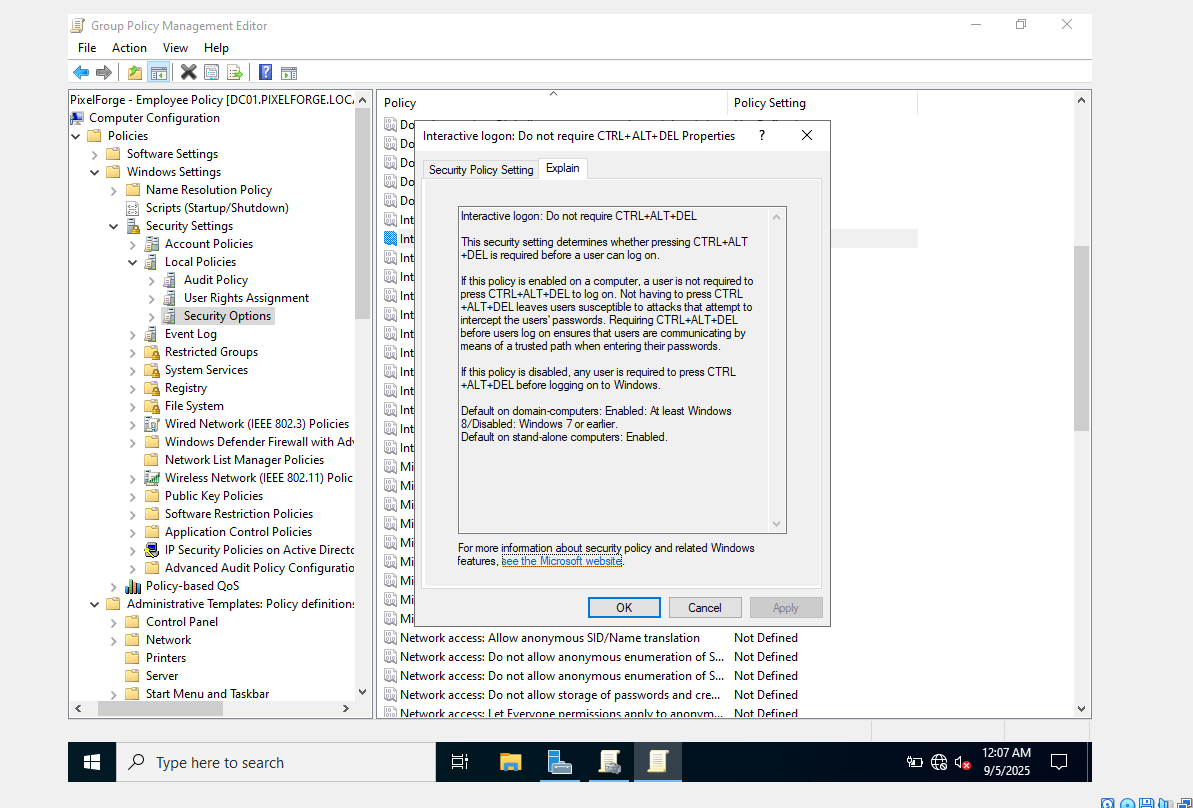 Group Policy Management Editor
File Action View Help
PixelForge - Employee Policy [DC01.PIXELFORGE.LOCA
Computer Configuration
Policies
Software Settings
Windows Settings
Name Resolution Policy
Scripts (Startup/Shutdown)
Security Settings
Account Policies
Local Policies
Audit Policy
User Rights Assignment
Security Options
Event Log
Restricted Groups
System Services
Registry
File System
Wired Network (IEEE 802.3) Policies
Windows Defender Firewall with Adv
Network List Manager Policies
Wireless Network (IEEE 802.11) Polic
Public Key Policies
Software Restriction Policies
Application Control Policies
IP Security Policies on Active Directo
Advanced Audit Policy Configuratio
Policy-based QoS
Administrative Templates: Policy definitions
Control Panel
Network
Printers
Server
Start Menu and Taskbar
Policy Policy Setting
Do
Do
Do
Do
Do
Int
Int
Int
Int
Int
Int
Int
Int
Int
Int
Int
Int
Int
Mi
Mi
Mi
Mi
Mi
Mi
Mi
Mi
Mi
Network access: Allow anonymous SID/Name translation Not Defined
Network access: Do not allow anonymous enumeration of S... Not Defined
Network access: Do not allow anonymous enumeration of S... Not Defined
Network access: Do not allow storage of passwords and cre... Not Defined
Network access: Let Everyone permissions apply to anonym... Not Defined
Interactive logon: Do not require CTRL+ALT+DEL Properties ?
Security Policy Setting Explain
Interactive logon: Do not require CTRL+ALT+DEL
This security setting determines whether pressing CTRL+ALT
+DEL is required before a user can log on.
If this policy is enabled on a computer, a user is not required to
press CTRL+ALT+DEL to log on. Not having to press CTRL
+ALT+DEL leaves users susceptible to attacks that attempt to
intercept the users' passwords. Requiring CTRL+ALT+DEL
before users log on ensures that users are communicating by
means of a trusted path when entering their passwords.
If this policy is disabled, any user is required to press CTRL
+ALT+DEL before logging on to Windows.
Default on domain-computers: Enabled: At least Windows
8/Disabled: Windows 7 or earlier.
Default on stand-alone computers: Enabled.
For more information about security policy and related Windows
features, see the Microsoft website.
OK Cancel Apply
Type here to search
12:07 AM
9/5/2025